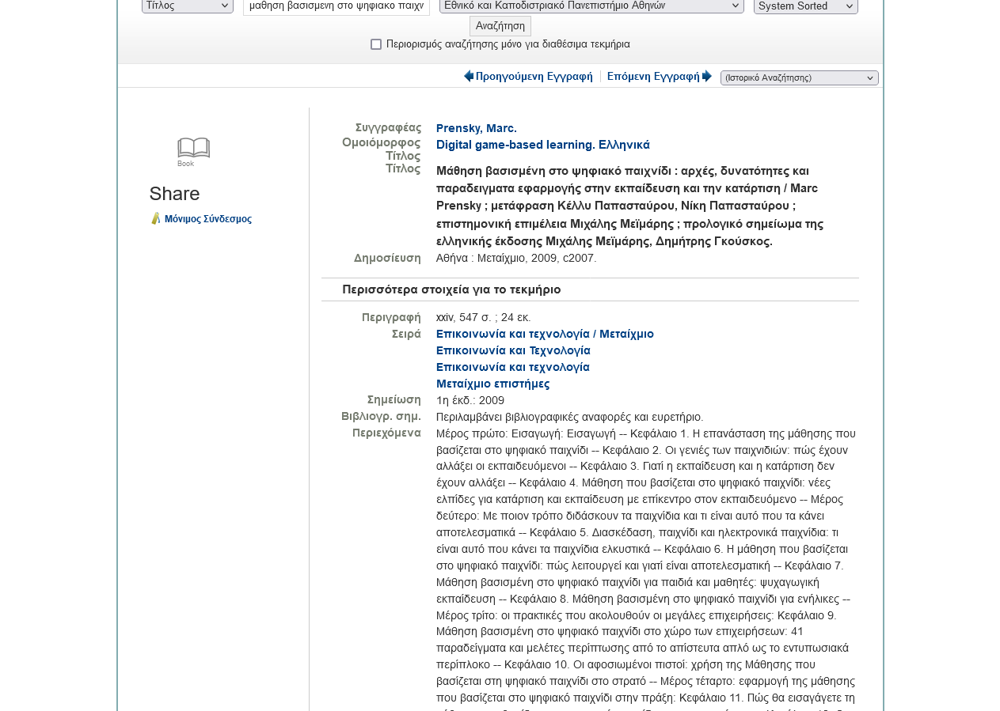 Τίτλος μαθηση βασισμενη στο ψηφιακο παιχν Εθνικό και Καποδιστριακό Πανεπιστήμιο Αθηνών System Sorted
Αναζήτηση
Περιορισμός αναζήτησης μόνο για διαθέσιμα τεκμήρια
Προηγούμενη Εγγραφή Επόμενη Εγγραφή (Ιστορικό Αναζήτησης)
Book
Share
Μόνιμος Σύνδεσμος
Συγγραφέας Prensky, Marc.
Ομοιόμορφος Digital game-based learning. Ελληνικά
Τίτλος
Τίτλος Μάθηση βασισμένη στο ψηφιακό παιχνίδι : αρχές, δυνατότητες και
παραδείγματα εφαρμογής στην εκπαίδευση και την κατάρτιση / Marc
Prensky ; μετάφραση Κέλλυ Παπασταύρου, Νίκη Παπασταύρου ;
επιστημονική επιμέλεια Μιχάλης Μεϊμάρης ; προλογικό σημείωμα της
ελληνικής έκδοσης Μιχάλης Μεϊμάρης, Δημήτρης Γκούσκος.
Δημοσίευση Αθήνα : Μεταίχμιο, 2009, c2007.
Περισσότερα στοιχεία για το τεκμήριο
Περιγραφή xxiv, 547 σ. ; 24 εκ.
Σειρά Επικοινωνία και τεχνολογία / Μεταίχμιο
Επικοινωνία και Τεχνολογία
Επικοινωνία και τεχνολογία
Μεταίχμιο επιστήμες
Σημείωση 1η έκδ.: 2009
Βιβλιογρ. σημ. Περιλαμβάνει βιβλιογραφικές αναφορές και ευρετήριο.
Περιεχόμενα Μέρος πρώτο: Εισαγωγή: Εισαγωγή -- Κεφάλαιο 1. Η επανάσταση της μάθησης που
βασίζεται στο ψηφιακό παιχνίδι -- Κεφάλαιο 2. Οι γενιές των παιχνιδιών: πώς έχουν
αλλάξει οι εκπαιδευόμενοι -- Κεφάλαιο 3. Γιατί η εκπαίδευση και η κατάρτιση δεν
έχουν αλλάξει -- Κεφάλαιο 4. Μάθηση που βασίζεται στο ψηφιακό παιχνίδι: νέες
ελπίδες για κατάρτιση και εκπαίδευση με επίκεντρο στον εκπαιδευόμενο -- Μέρος
δεύτερο: Με ποιον τρόπο διδάσκουν τα παιχνίδια και τι είναι αυτό που τα κάνει
αποτελεσματικά -- Κεφάλαιο 5. Διασκέδαση, παιχνίδι και ηλεκτρονικά παιχνίδια: τι
είναι αυτό που κάνει τα παιχνίδια ελκυστικά -- Κεφάλαιο 6. Η μάθηση που βασίζεται
στο ψηφιακό παιχνίδι: πώς λειτουργεί και γιατί είναι αποτελεσματική -- Κεφάλαιο 7.
Μάθηση βασισμένη στο ψηφιακό παιχνίδι για παιδιά και μαθητές: ψυχαγωγική
εκπαίδευση -- Κεφάλαιο 8. Μάθηση βασισμένη στο ψηφιακό παιχνίδι για ενήλικες --
Μέρος τρίτο: οι πρακτικές που ακολουθούν οι μεγάλες επιχειρήσεις: Κεφάλαιο 9.
Μάθηση βασισμένη στο ψηφιακό παιχνίδι στο χώρο των επιχειρήσεων: 41
παραδείγματα και μελέτες περίπτωσης από το απίστευτα απλό ως το εντυπωσιακά
περίπλοκο -- Κεφάλαιο 10. Οι αφοσιωμένοι πιστοί: χρήση της Μάθησης που
βασίζεται στη ψηφιακό παιχνίδι στο στρατό -- Μέρος τέταρτο: εφαρμογή της μάθησης
που βασίζεται στο ψηφιακό παιχνίδι στην πράξη: Κεφάλαιο 11. Πώς θα εισαγάγετε τη